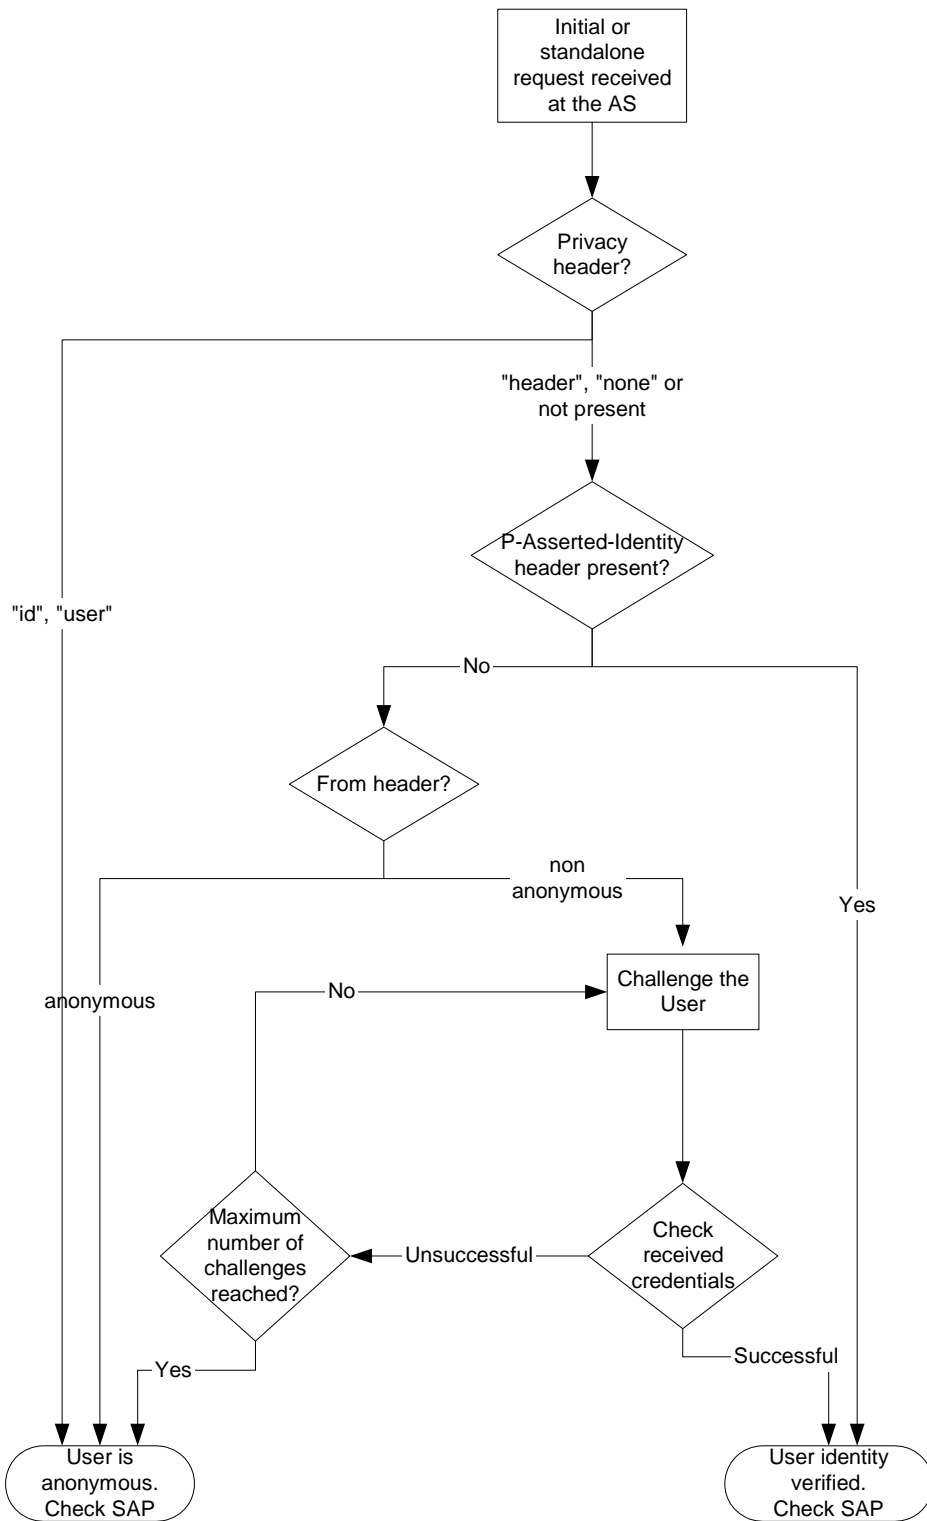 Initial or
standalone
request received
at the AS
Privacy
header?
"header", "none" or
not present
P-Asserted-Identity
header present?
"id", "user"
No
From header?
non
anonymous
Yes
anonymous
No
Challenge the
User
Maximum
number of
challenges
reached?
Unsuccessful
Check
received
credentials
Yes
Successful
User is
anonymous.
Check SAP
User identity
verified.
Check SAP